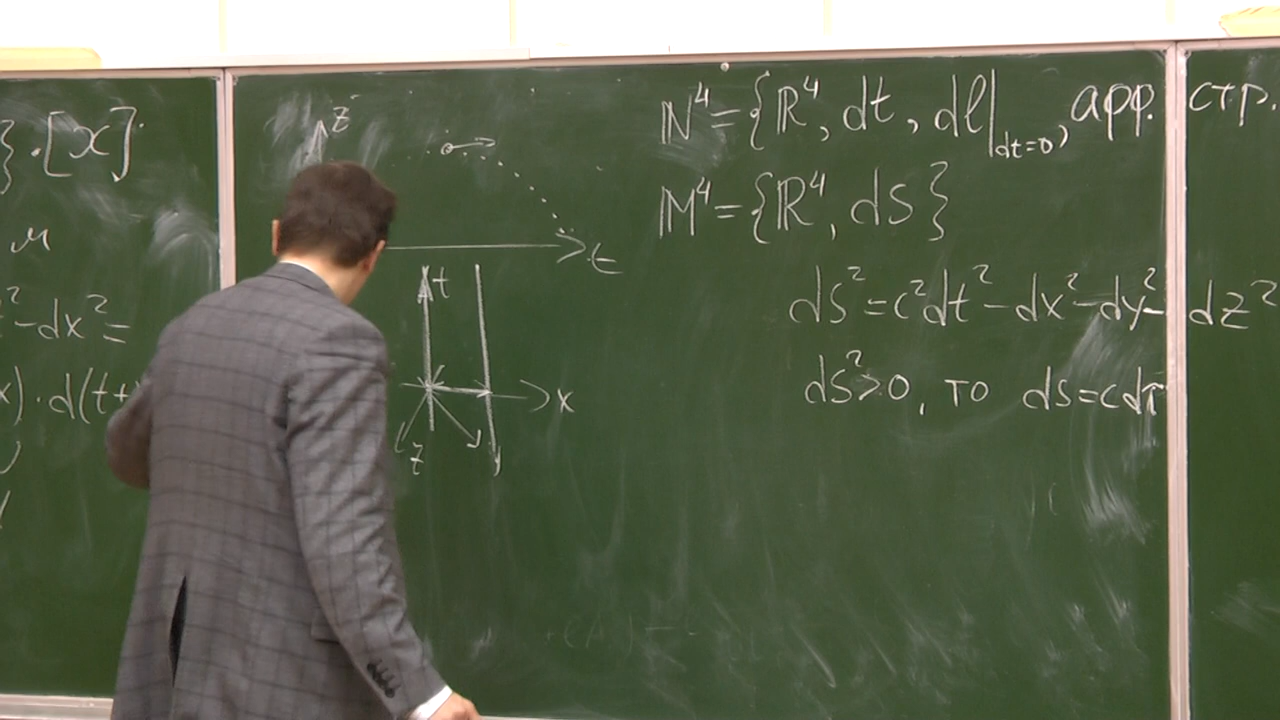 } · [x]
м
² - dx² =
x) · d(t+
z
t
t
x
z
N⁴ = {ℝ⁴, dt, dl|dt=0, афф. стр.
M⁴ = {ℝ⁴, ds}
ds² = c²dt² - dx² - dy² - dz²
ds² > 0, то ds = cdτ